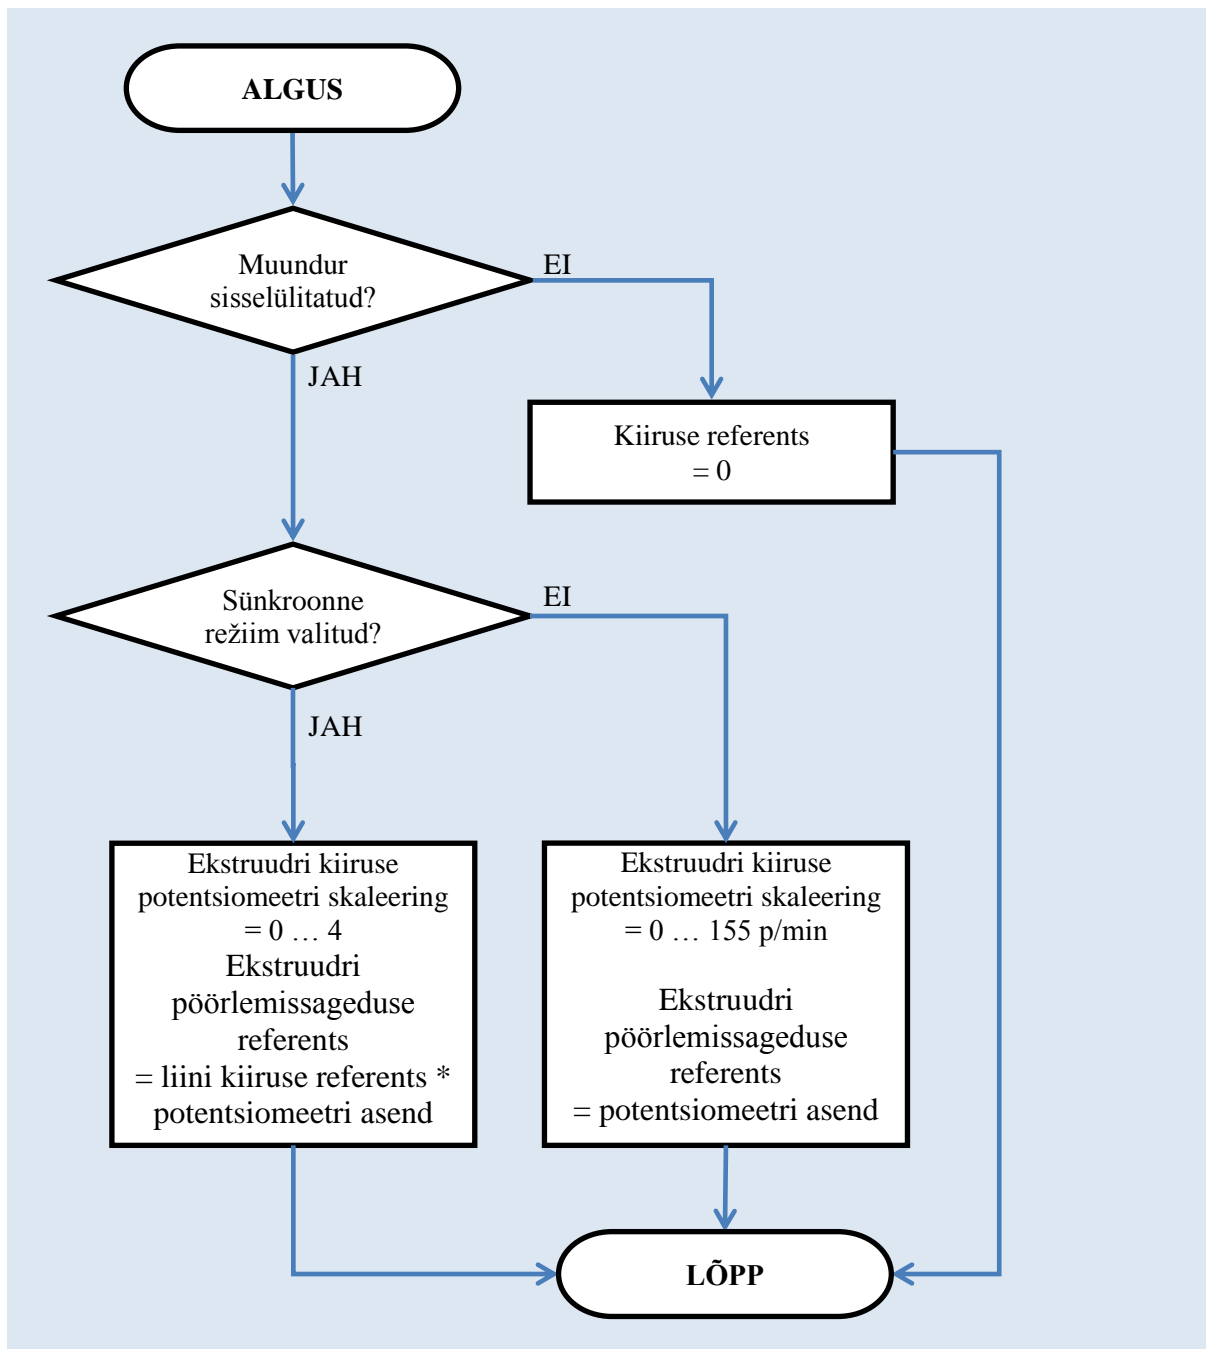 ALGUS
Muundur
sisselülitatud?
EI
JAH
Kiiruse referents
= 0
Sünkroonne
režiim valitud?
EI
JAH
Ekstruudri kiiruse
potentsiomeetri skaleering
= 0 … 4
Ekstruudri
pöörlemissageduse
referents
= liini kiiruse referents *
potentsiomeetri asend
Ekstruudri kiiruse
potentsiomeetri skaleering
= 0 … 155 p/min
Ekstruudri
pöörlemissageduse
referents
= potentsiomeetri asend
LÕPP